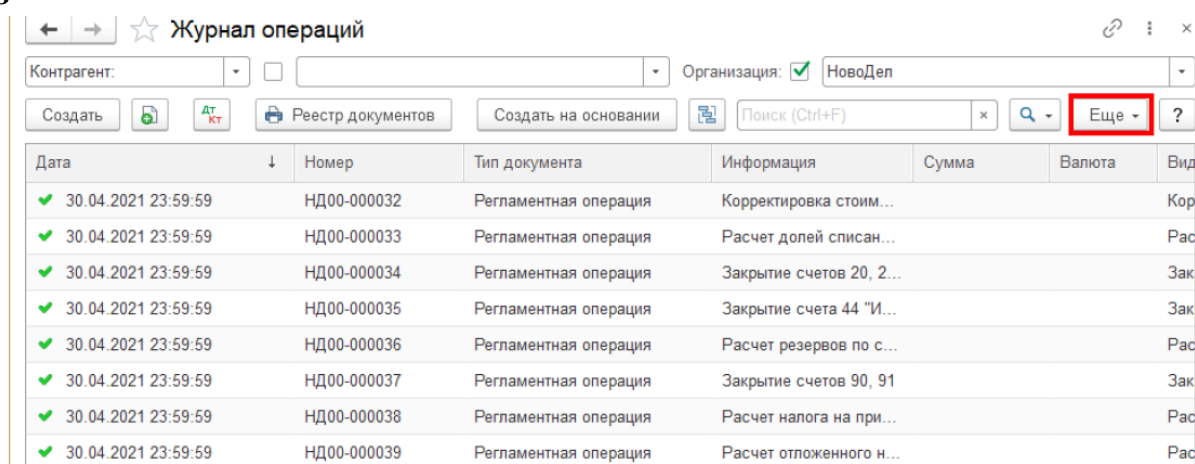 Журнал операций
Контрагент: Организация: НовоДел
Создать Дт Кт Реестр документов Создать на основании Поиск (Ctrl+F) Еще ?
Дата ↓ Номер Тип документа Информация Сумма Валюта Вид
30.04.2021 23:59:59 НД00-000032 Регламентная операция Корректировка стоим... Кор
30.04.2021 23:59:59 НД00-000033 Регламентная операция Расчет долей списан... Рас
30.04.2021 23:59:59 НД00-000034 Регламентная операция Закрытие счетов 20, 2... Зак
30.04.2021 23:59:59 НД00-000035 Регламентная операция Закрытие счета 44 "И... Зак
30.04.2021 23:59:59 НД00-000036 Регламентная операция Расчет резервов по с... Рас
30.04.2021 23:59:59 НД00-000037 Регламентная операция Закрытие счетов 90, 91 Зак
30.04.2021 23:59:59 НД00-000038 Регламентная операция Расчет налога на при... Рас
30.04.2021 23:59:59 НД00-000039 Регламентная операция Расчет отложенного н... Рас